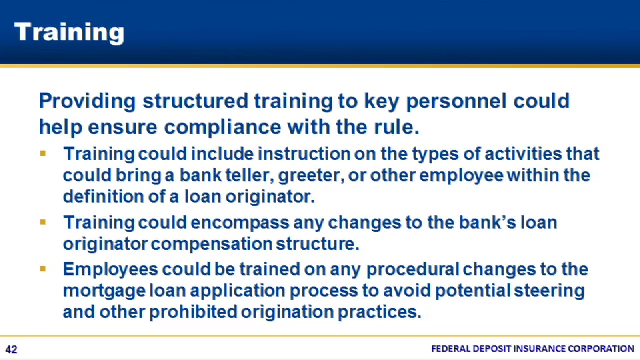 Training
Providing structured training to key personnel could
help ensure compliance with the rule.
▪ Training could include instruction on the types of activities that
could bring a bank teller, greeter, or other employee within the
definition of a loan originator.
▪ Training could encompass any changes to the bank's loan
originator compensation structure.
▪ Employees could be trained on any procedural changes to the
mortgage loan application process to avoid potential steering
and other prohibited origination practices.
42
FEDERAL DEPOSIT INSURANCE CORPORATION